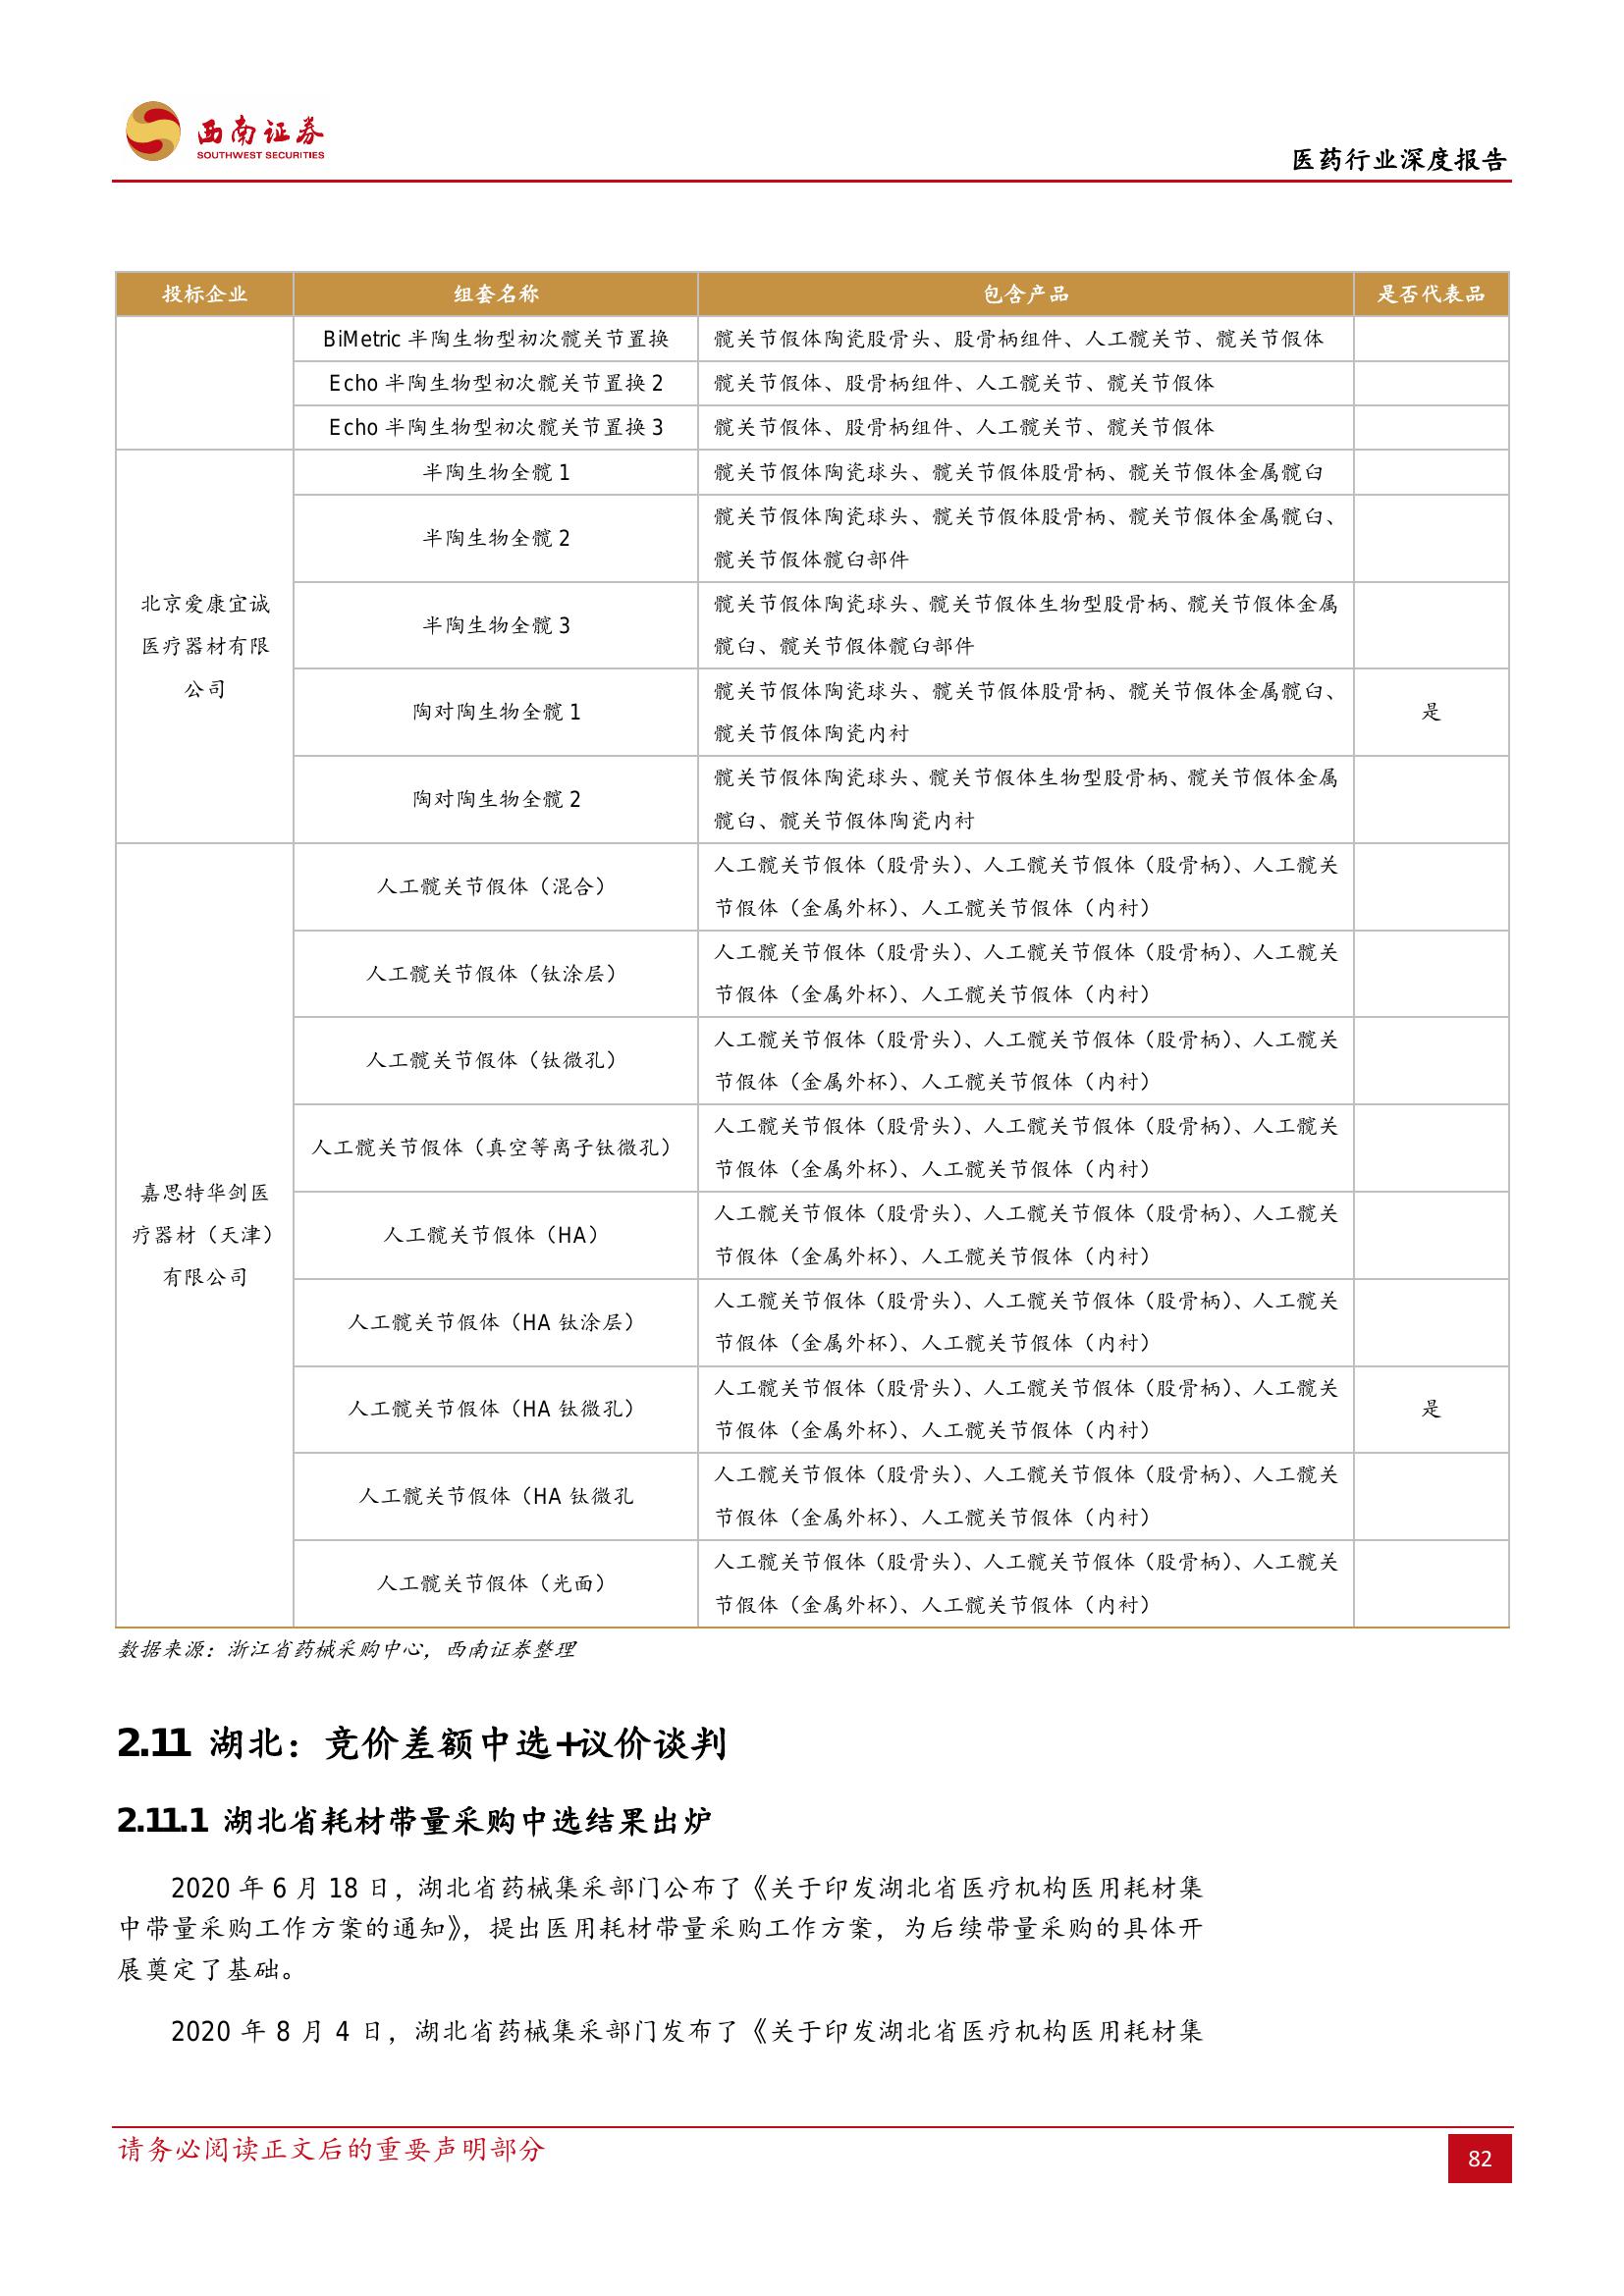 西南证券
SOUTHWEST SECURITIES
医药行业深度报告
投标企业 组套名称 包含产品 是否代表品
BiMetric 半陶生物型初次髋关节置换 髋关节假体陶瓷股骨头、股骨柄组件、人工髋关节、髋关节假体
Echo 半陶生物型初次髋关节置换 2 髋关节假体、股骨柄组件、人工髋关节、髋关节假体
Echo 半陶生物型初次髋关节置换 3 髋关节假体、股骨柄组件、人工髋关节、髋关节假体
北京爱康宜诚
医疗器材有限
公司
半陶生物全髋 1 髋关节假体陶瓷球头、髋关节假体股骨柄、髋关节假体金属髋臼
半陶生物全髋 2
髋关节假体陶瓷球头、髋关节假体股骨柄、髋关节假体金属髋臼、
髋关节假体髋臼部件
半陶生物全髋 3
髋关节假体陶瓷球头、髋关节假体生物型股骨柄、髋关节假体金属
髋臼、髋关节假体髋臼部件
陶对陶生物全髋 1
髋关节假体陶瓷球头、髋关节假体股骨柄、髋关节假体金属髋臼、
髋关节假体陶瓷内衬
是
陶对陶生物全髋 2
髋关节假体陶瓷球头、髋关节假体生物型股骨柄、髋关节假体金属
髋臼、髋关节假体陶瓷内衬
嘉思特华剑医
疗器材（天津）
有限公司
人工髋关节假体（混合）
人工髋关节假体（股骨头）、人工髋关节假体（股骨柄）、人工髋关
节假体（金属外杯）、人工髋关节假体（内衬）
人工髋关节假体（钛涂层）
人工髋关节假体（股骨头）、人工髋关节假体（股骨柄）、人工髋关
节假体（金属外杯）、人工髋关节假体（内衬）
人工髋关节假体（钛微孔）
人工髋关节假体（股骨头）、人工髋关节假体（股骨柄）、人工髋关
节假体（金属外杯）、人工髋关节假体（内衬）
人工髋关节假体（真空等离子钛微孔）
人工髋关节假体（股骨头）、人工髋关节假体（股骨柄）、人工髋关
节假体（金属外杯）、人工髋关节假体（内衬）
人工髋关节假体（HA）
人工髋关节假体（股骨头）、人工髋关节假体（股骨柄）、人工髋关
节假体（金属外杯）、人工髋关节假体（内衬）
人工髋关节假体（HA 钛涂层）
人工髋关节假体（股骨头）、人工髋关节假体（股骨柄）、人工髋关
节假体（金属外杯）、人工髋关节假体（内衬）
人工髋关节假体（HA 钛微孔）
人工髋关节假体（股骨头）、人工髋关节假体（股骨柄）、人工髋关
节假体（金属外杯）、人工髋关节假体（内衬）
是
人工髋关节假体（HA 钛微孔
人工髋关节假体（股骨头）、人工髋关节假体（股骨柄）、人工髋关
节假体（金属外杯）、人工髋关节假体（内衬）
人工髋关节假体（光面）
人工髋关节假体（股骨头）、人工髋关节假体（股骨柄）、人工髋关
节假体（金属外杯）、人工髋关节假体（内衬）
数据来源：浙江省药械采购中心，西南证券整理
2.11 湖北：竞价差额中选+议价谈判
2.11.1 湖北省耗材带量采购中选结果出炉
2020 年 6 月 18 日，湖北省药械集采部门公布了《关于印发湖北省医疗机构医用耗材集
中带量采购工作方案的通知》，提出医用耗材带量采购工作方案，为后续带量采购的具体开
展奠定了基础。
2020 年 8 月 4 日，湖北省药械集采部门发布了《关于印发湖北省医疗机构医用耗材集
请务必阅读正文后的重要声明部分
82